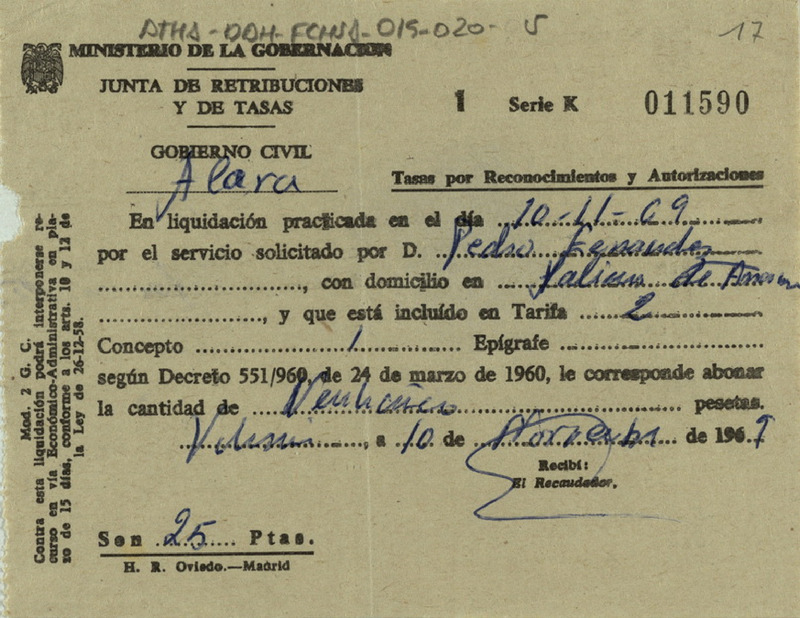 ATHA-DAH-FCHNA-015-020- 5
17
MINISTERIO DE LA GOBERNACION
JUNTA DE RETRIBUCIONES
Y DE TASAS
1 Serie K 011590
GOBIERNO CIVIL
Alava
Tasas por Reconocimientos y Autorizaciones
En liquidación practicada en el día 10-11-69
por el servicio solicitado por D. Pedro Fernandez
, con domicilio en Salinas de
, y que está incluído en Tarifa 2
Concepto 1 Epígrafe
según Decreto 551/960, de 24 de marzo de 1960, le corresponde abonar
la cantidad de Veinticinco pesetas.
Vitoria, a 10 de Noviembre de 1969
Recibí:
El Recaudador,
Son 25 Ptas.
H. R. Oviedo.—Madrid
Mod. 2 G. C.
Contra esta liquidación podrá interponerse re-
curso en vía Económico-Administrativa en pla-
zo de 15 días, conforme a los arts. 10 y 12 de
la Ley de 26-12-58.